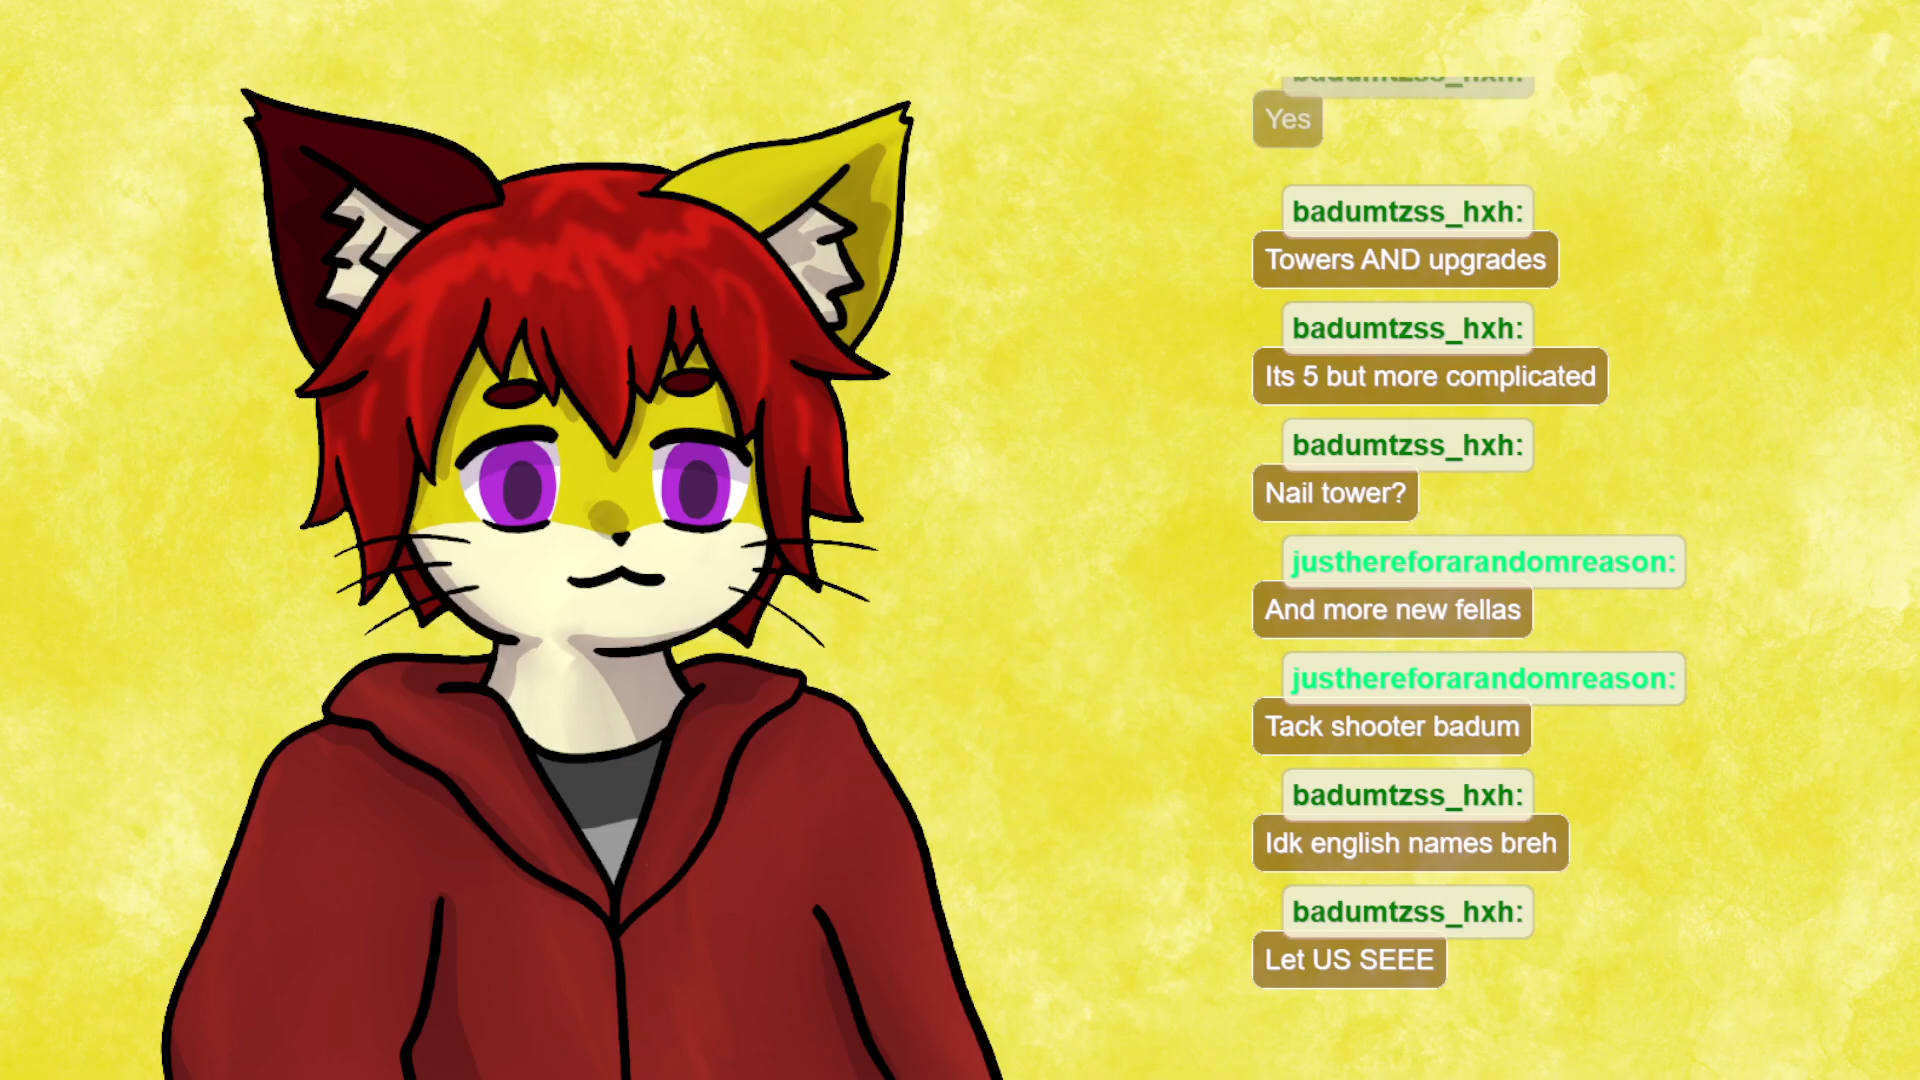 badumtzss_hxh:
Yes
badumtzss_hxh:
Towers AND upgrades
badumtzss_hxh:
Its 5 but more complicated
badumtzss_hxh:
Nail tower?
justhereforarandomreason:
And more new fellas
justhereforarandomreason:
Tack shooter badum
badumtzss_hxh:
Idk english names breh
badumtzss_hxh:
Let US SEEE